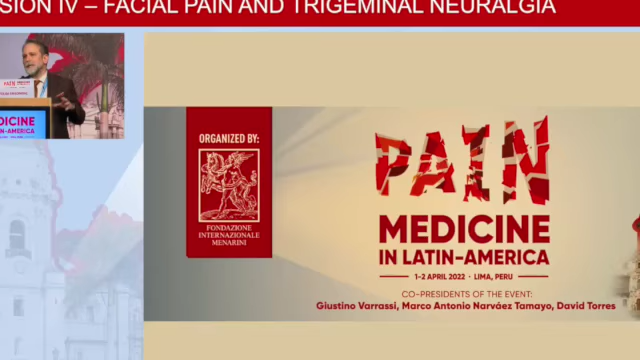 SION IV – FACIAL PAIN AND TRIGEMINAL NEURALGIA
DICINE
N-AMERICA
ORGANIZED BY:
FONDAZIONE
INTERNAZIONALE
MENARINI
PAIN
MEDICINE
IN LATIN-AMERICA
1-2 APRIL 2022 · LIMA, PERU
CO-PRESIDENTS OF THE EVENT:
Giustino Varrassi, Marco Antonio Narváez Tamayo, David Torres